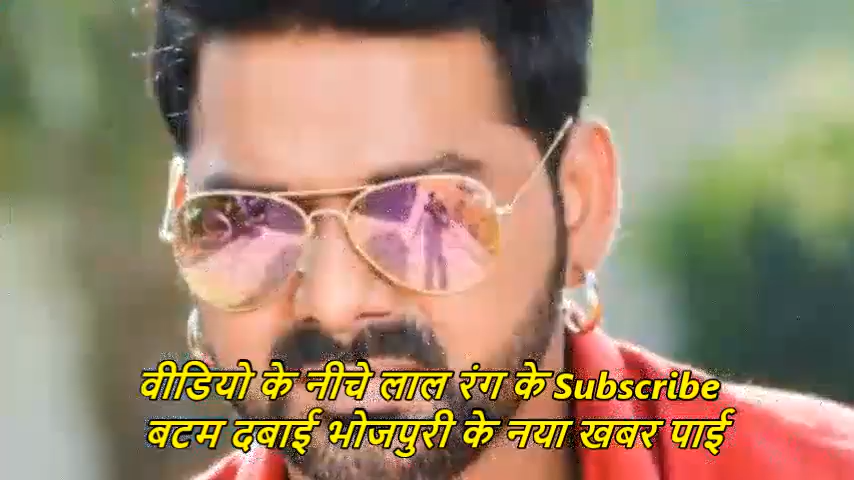 वीडियो के नीचे लाल रंग के Subscribe
बटम दबाई भोजपुरी के नया खबर पाई